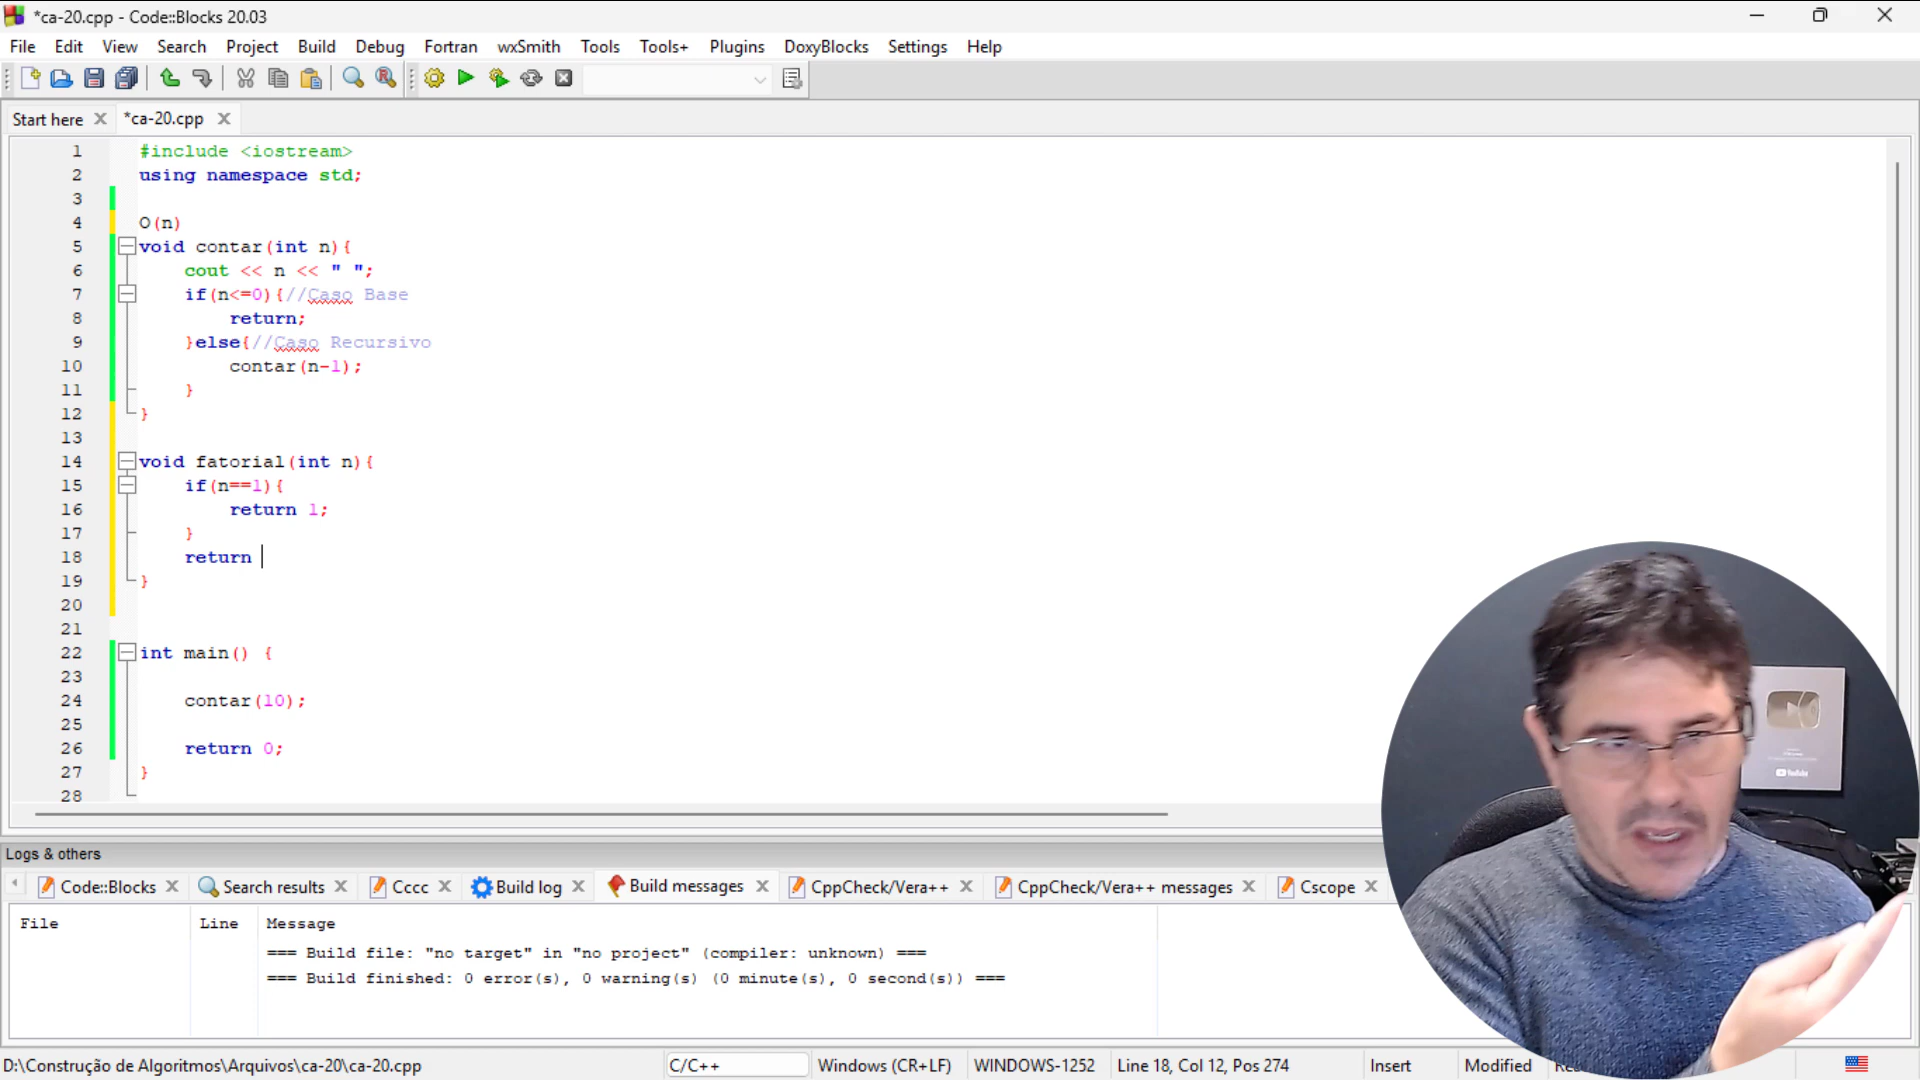 *ca-20.cpp - Code::Blocks 20.03
File Edit View Search Project Build Debug Fortran wxSmith Tools Tools+ Plugins DoxyBlocks Settings Help
Start here *ca-20.cpp
1 #include <iostream>
2 using namespace std;
3
4 O(n)
5 void contar(int n){
6 cout << n << " ";
7 if(n<=0){//Caso Base
8 return;
9 }else{//Caso Recursivo
10 contar(n-1);
11 }
12 }
13
14 void fatorial(int n){
15 if(n==1){
16 return 1;
17 }
18 return
19 }
20
21
22 int main() {
23
24 contar(10);
25
26 return 0;
27 }
28
YouTube
Logs & others
Code::Blocks Search results Cccc Build log Build messages CppCheck/Vera++ CppCheck/Vera++ messages Cscope
File Line Message
=== Build file: "no target" in "no project" (compiler: unknown) ===
=== Build finished: 0 error(s), 0 warning(s) (0 minute(s), 0 second(s)) ===
D:\Construção de Algoritmos\Arquivos\ca-20\ca-20.cpp C/C++ Windows (CR+LF) WINDOWS-1252 Line 18, Col 12, Pos 274 Insert Modified